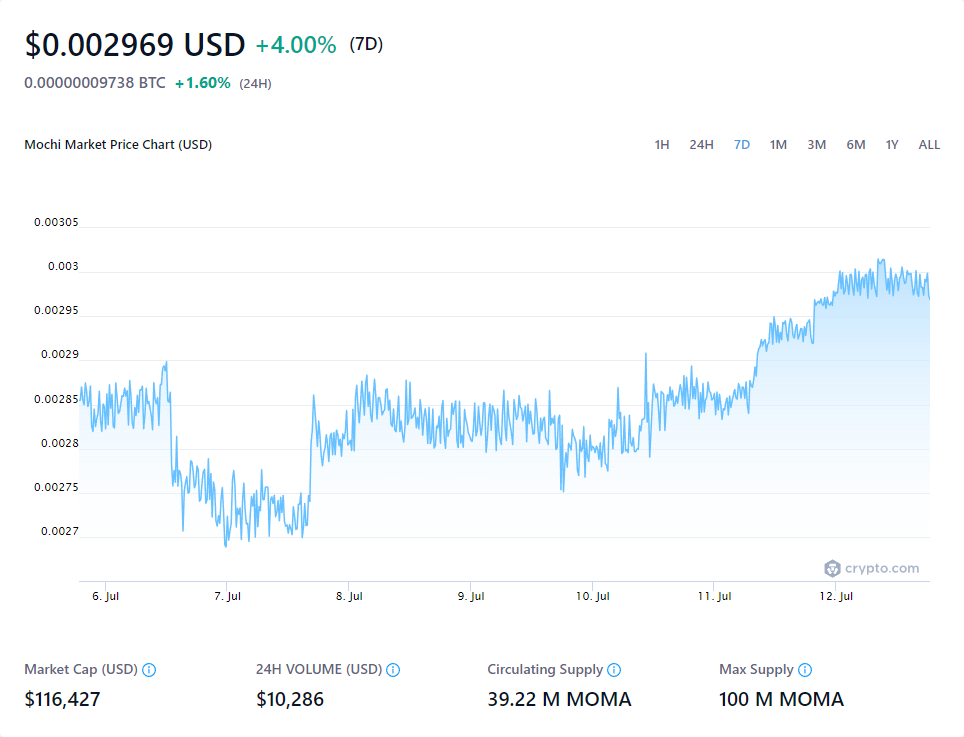 $0.002969 USD +4.00% (7D)
0.00000009738 BTC +1.60% (24H)
Mochi Market Price Chart (USD) 1H 24H 7D 1M 3M 6M 1Y ALL
0.00305
0.003
0.00295
0.0029
0.00285
0.0028
0.00275
0.0027
crypto.com
6. Jul 7. Jul 8. Jul 9. Jul 10. Jul 11. Jul 12. Jul
Market Cap (USD) 24H VOLUME (USD) Circulating Supply Max Supply
$116,427 $10,286 39.22 M MOMA 100 M MOMA